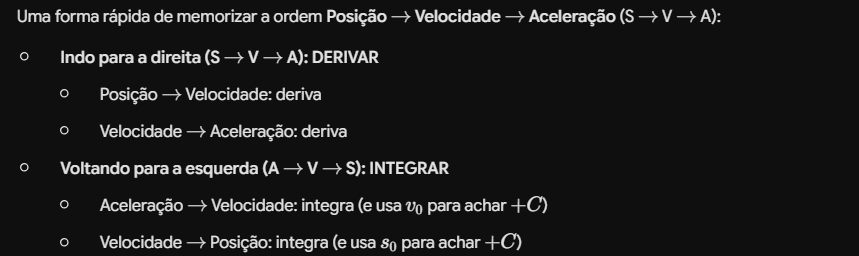 Uma forma rápida de memorizar a ordem Posição → Velocidade → Aceleração (S → V → A):
Indo para a direita (S → V → A): DERIVAR
Posição → Velocidade: deriva
Velocidade → Aceleração: deriva
Voltando para a esquerda (A → V → S): INTEGRAR
Aceleração → Velocidade: integra (e usa v₀ para achar +C)
Velocidade → Posição: integra (e usa s₀ para achar +C)